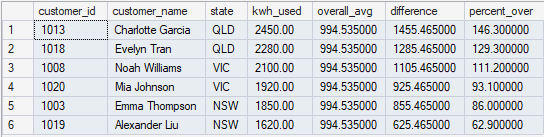 customer_id customer_name state kwh_used overall_avg difference percent_over
1 1013 Charlotte Garcia QLD 2450.00 994.535000 1455.465000 146.300000
2 1018 Evelyn Tran QLD 2280.00 994.535000 1285.465000 129.300000
3 1008 Noah Williams VIC 2100.00 994.535000 1105.465000 111.200000
4 1020 Mia Johnson VIC 1920.00 994.535000 925.465000 93.100000
5 1003 Emma Thompson NSW 1850.00 994.535000 855.465000 86.000000
6 1019 Alexander Liu NSW 1620.00 994.535000 625.465000 62.900000